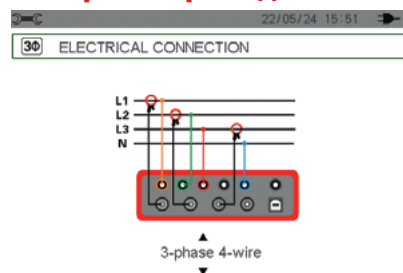 22/05/24 15:51
3Φ ELECTRICAL CONNECTION
L1
L2
L3
N
3-phase 4-wire